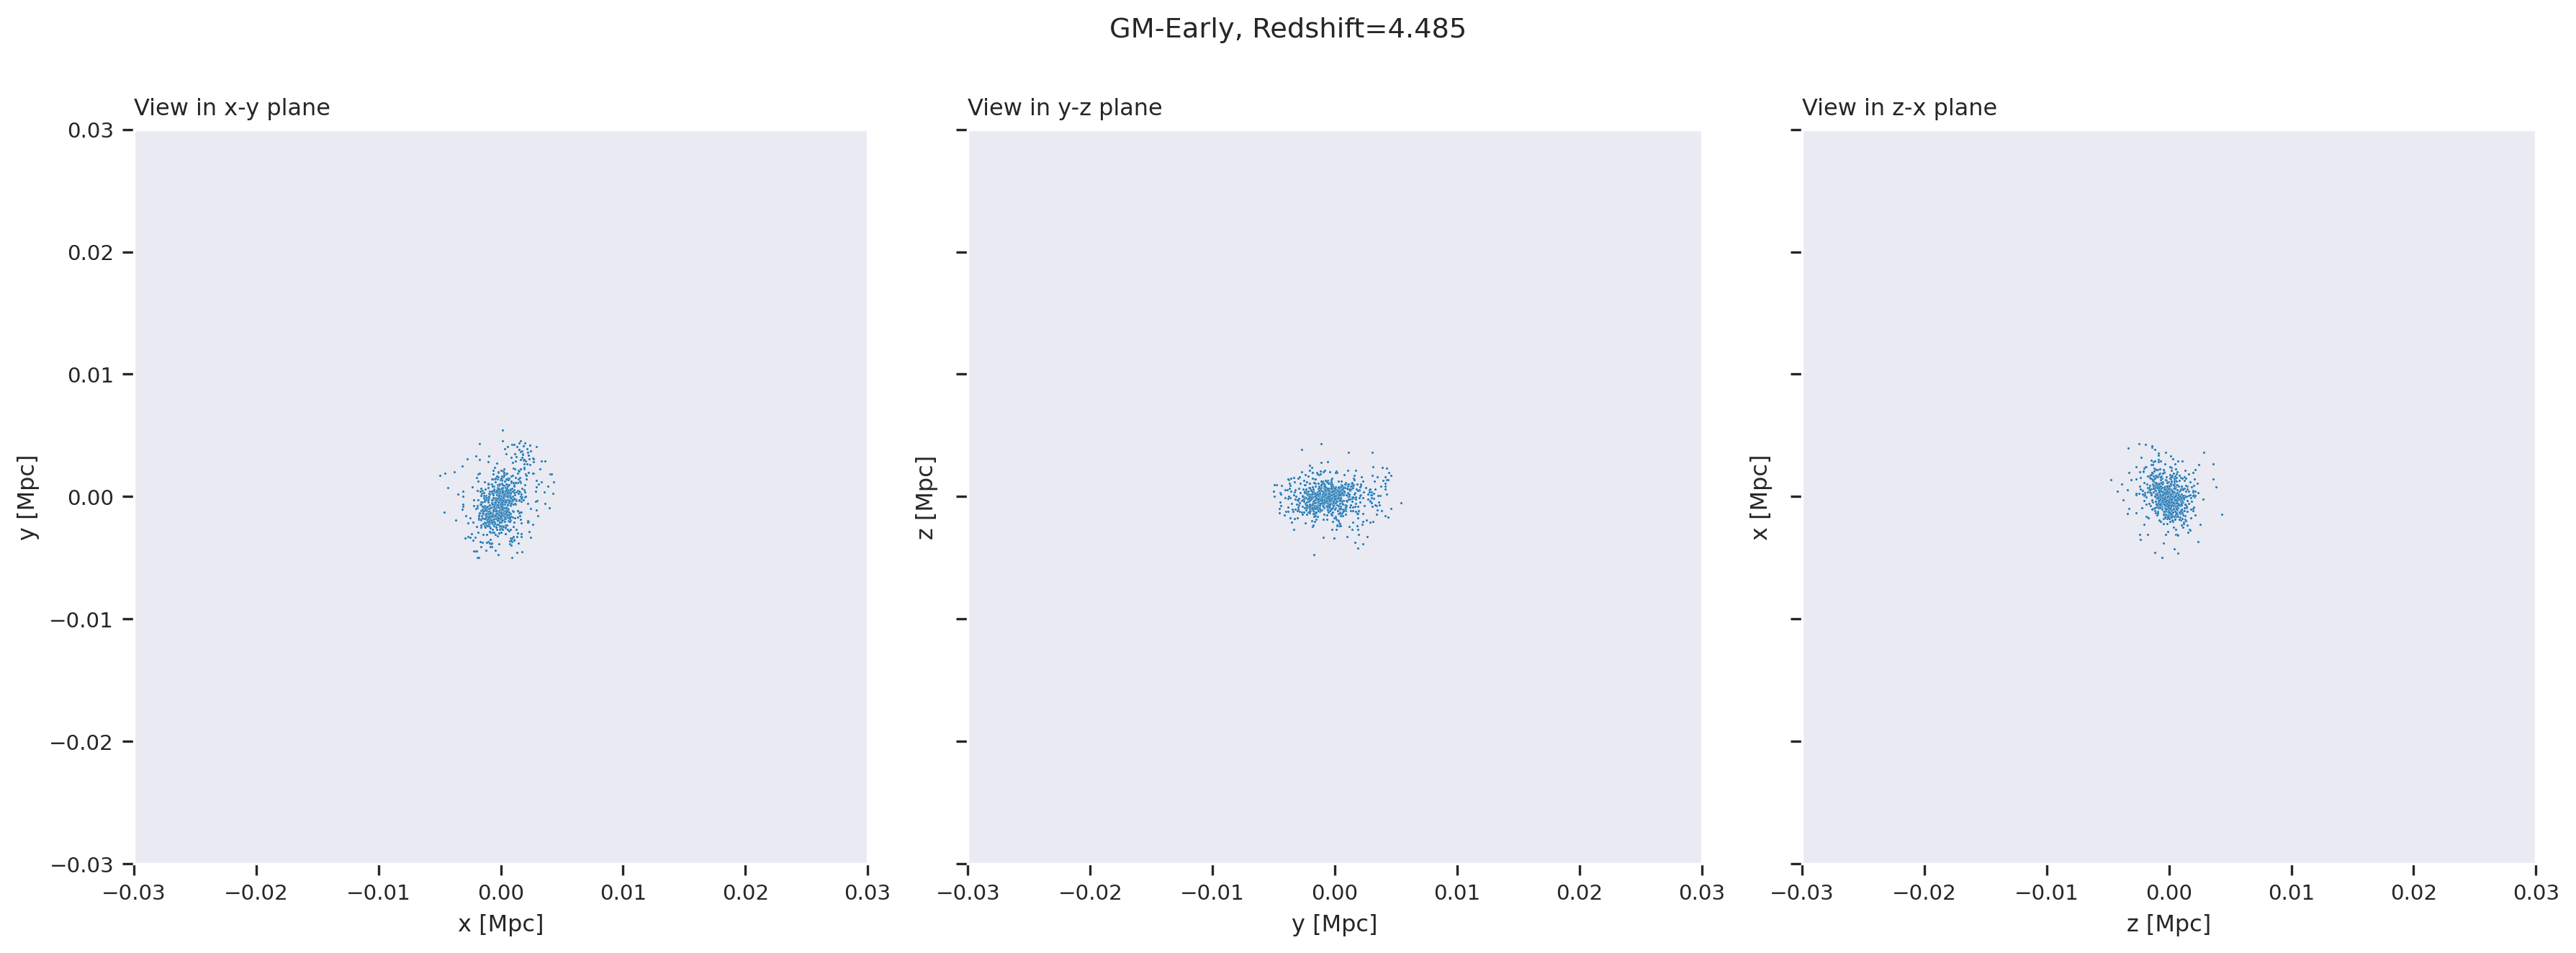 GM-Early, Redshift=4.485
View in x-y plane
View in y-z plane
View in z-x plane
0.03
0.02
0.01
0.00
−0.01
−0.02
−0.03
y [Mpc]
z [Mpc]
x [Mpc]
−0.03 −0.02 −0.01 0.00 0.01 0.02 0.03
−0.03 −0.02 −0.01 0.00 0.01 0.02 0.03
−0.03 −0.02 −0.01 0.00 0.01 0.02 0.03
x [Mpc]
y [Mpc]
z [Mpc]